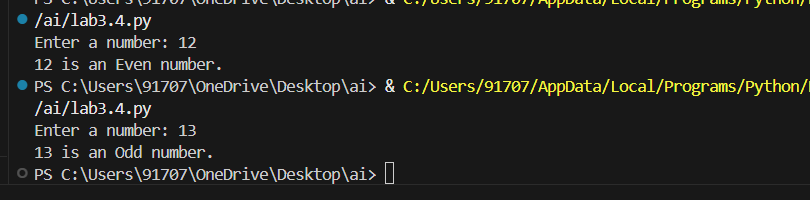 /ai/lab3.4.py
Enter a number: 12
12 is an Even number.
PS C:\Users\91707\OneDrive\Desktop\ai> & C:/Users/91707/AppData/Local/Programs/Python/
/ai/lab3.4.py
Enter a number: 13
13 is an Odd number.
PS C:\Users\91707\OneDrive\Desktop\ai>